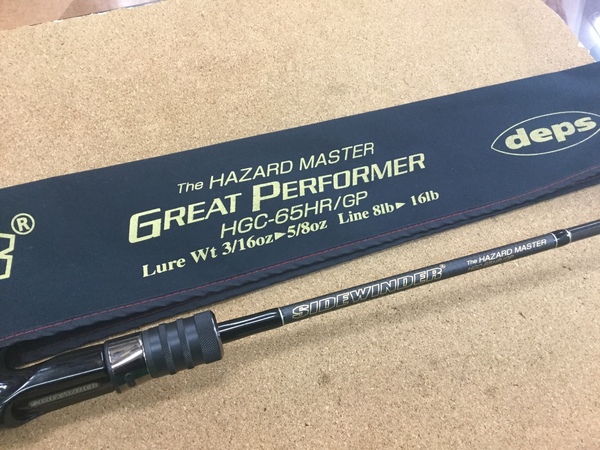 R®
deps
The HAZARD MASTER
GREAT PERFORMER
HGC-65HR/GP
Lure Wt 3/16oz▶5/8oz Line 8lb▶16lb
SIDEWINDER®
The HAZARD MASTER
SIDEWINDER